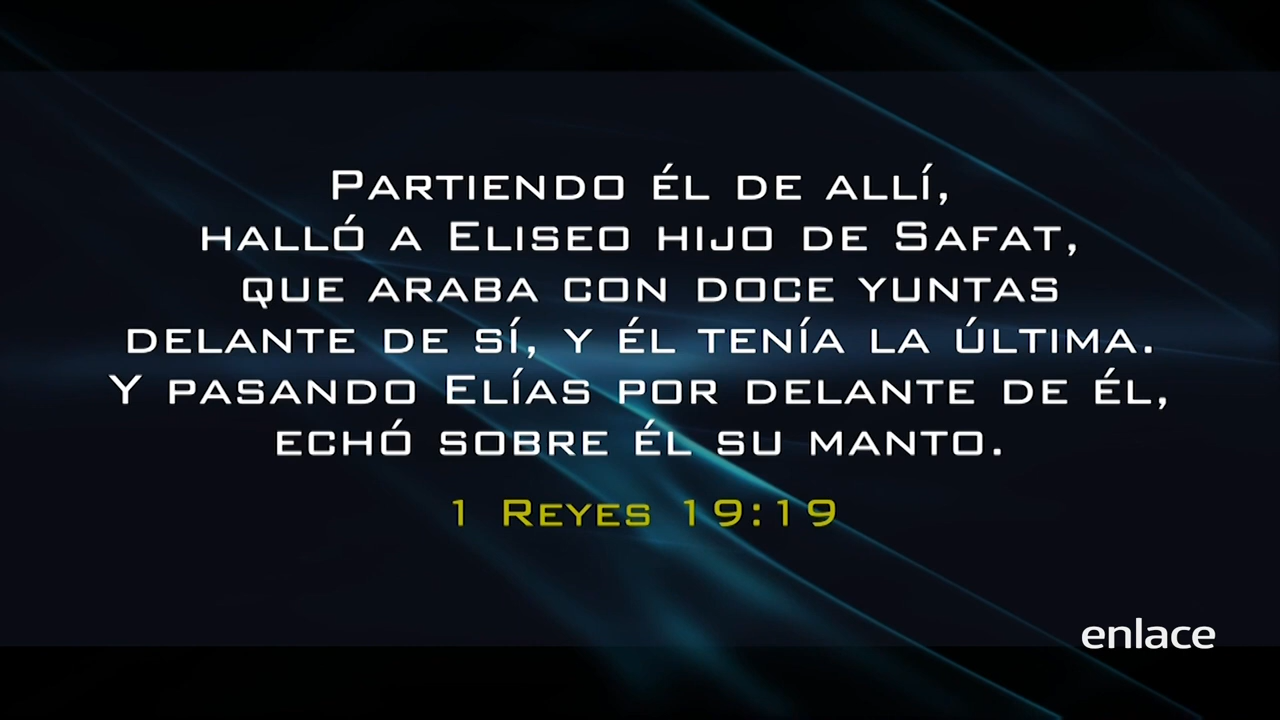 Partiendo él de allí,
halló a Eliseo hijo de Safat,
que araba con doce yuntas
delante de sí, y él tenía la última.
Y pasando Elías por delante de él,
echó sobre él su manto.
1 Reyes 19:19
enlace